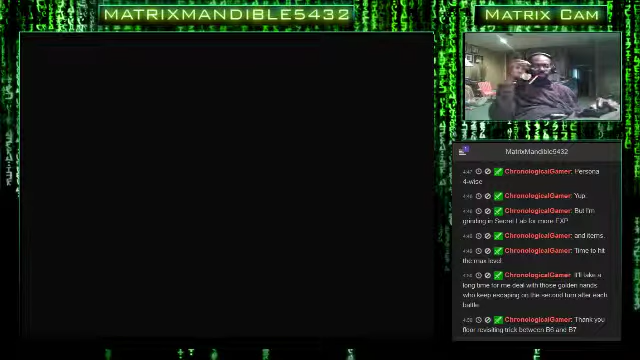 MATRIXMANDIBLE5432
MATRIX CAM
MatrixMandible5432
4:47 ChronologicalGamer: Persona
4-wise
ChronologicalGamer: Yup.
ChronologicalGamer: But I'm
grinding in Secret Lab for more EXP
ChronologicalGamer: and items.
ChronologicalGamer: Time to hit
the max level
ChronologicalGamer: It'll take a
long time for me deal with those golden hands
who keep escaping on the second turn after each
battle
ChronologicalGamer: Thank you
floor revisiting trick between B6 and B7